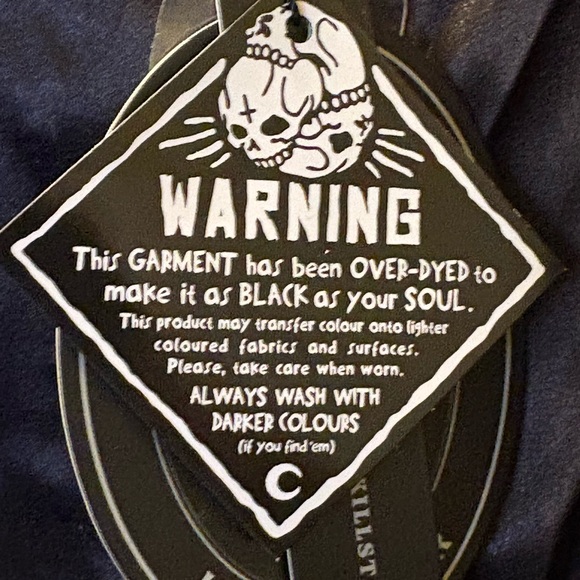 WARNING
This GARMENT has been OVER-DYED to
make it as BLACK as your SOUL.
This product may transfer colour onto lighter
coloured fabrics and surfaces.
Please, take care when worn.
ALWAYS WASH WITH
DARKER COLOURS
(if you find 'em)
KILLST